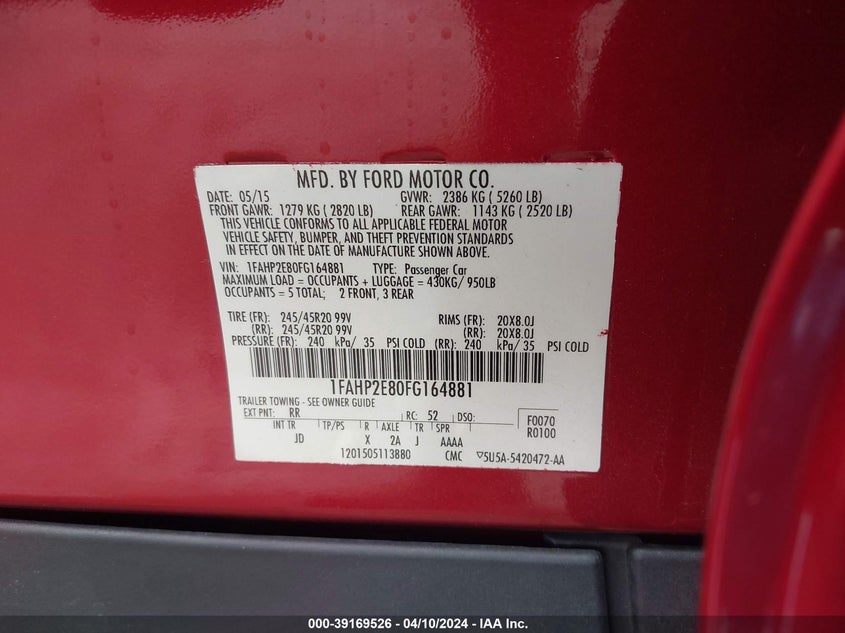 MFD. BY FORD MOTOR CO.
DATE: 05/15 GVWR: 2386 KG ( 5260 LB)
FRONT GAWR: 1279 KG ( 2820 LB) REAR GAWR: 1143 KG ( 2520 LB)
THIS VEHICLE CONFORMS TO ALL APPLICABLE FEDERAL MOTOR
VEHICLE SAFETY, BUMPER, AND THEFT PREVENTION STANDARDS
IN EFFECT ON THE DATE OF MANUFACTURE SHOWN ABOVE.
VIN: 1FAHP2E80FG164881 TYPE: Passenger Car
MAXIMUM LOAD = OCCUPANTS + LUGGAGE = 430KG/ 950LB
OCCUPANTS = 5 TOTAL; 2 FRONT, 3 REAR
TIRE (FR): 245/45R20 99V RIMS (FR): 20X8.0J
(RR): 245/45R20 99V (RR): 20X8.0J
PRESSURE (FR): 240 kPa/ 35 PSI COLD (RR): 240 kPa/ 35 PSI COLD
1FAHP2E80FG164881
TRAILER TOWING - SEE OWNER GUIDE
EXT PNT: RR RC: 52 DSO: F0070
INT TR TP/PS R AXLE TR SPR R0100
JD X 2A J AAAA
1201505113880 CMC ▽5U5A-5420472-AA
000-39169526 - 04/10/2024 - IAA Inc.